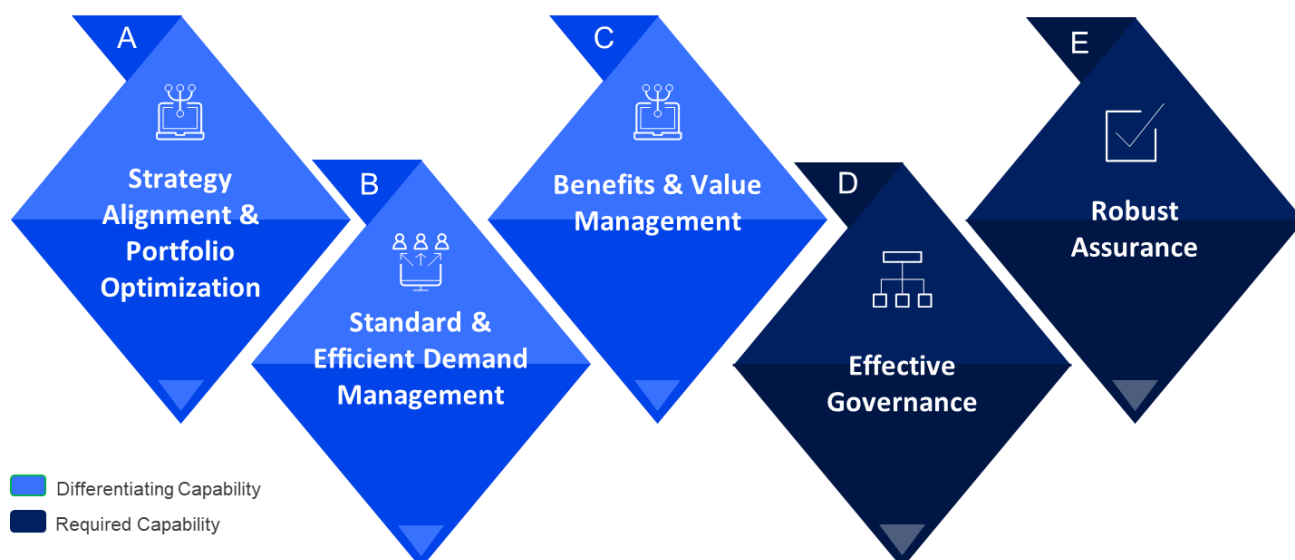 A
Strategy
Alignment &
Portfolio
Optimization
B
Standard &
Efficient Demand
Management
C
Benefits & Value
Management
D
Effective
Governance
E
Robust
Assurance
Differentiating Capability
Required Capability